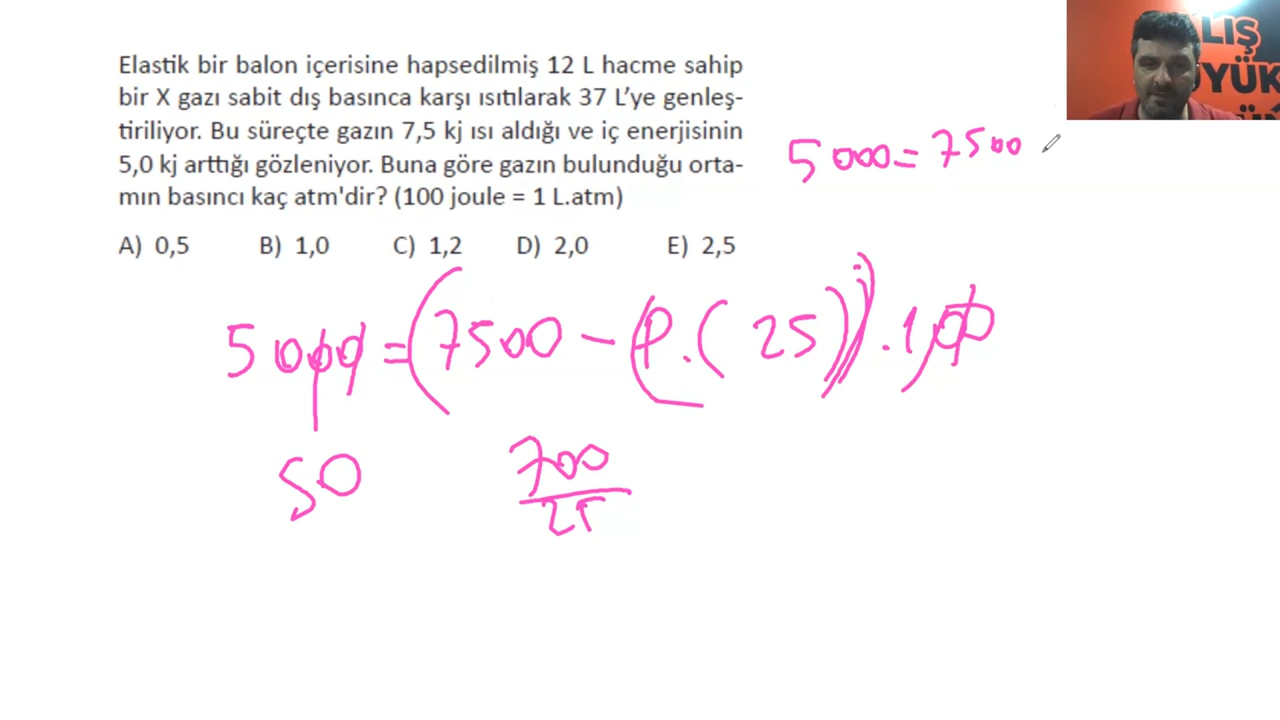 Elastik bir balon içerisine hapsedilmiş 12 L hacme sahip
bir X gazı sabit dış basınca karşı ısıtılarak 37 L’ye genleş-
tiriliyor. Bu süreçte gazın 7,5 kj ısı aldığı ve iç enerjisinin
5,0 kj arttığı gözleniyor. Buna göre gazın bulunduğu orta-
mın basıncı kaç atm'dir? (100 joule = 1 L.atm)
A) 0,5 B) 1,0 C) 1,2 D) 2,0 E) 2,5
5000=7500
5000=(7500-(P.(25)).100
50
700
25
LIŞ
YÜK